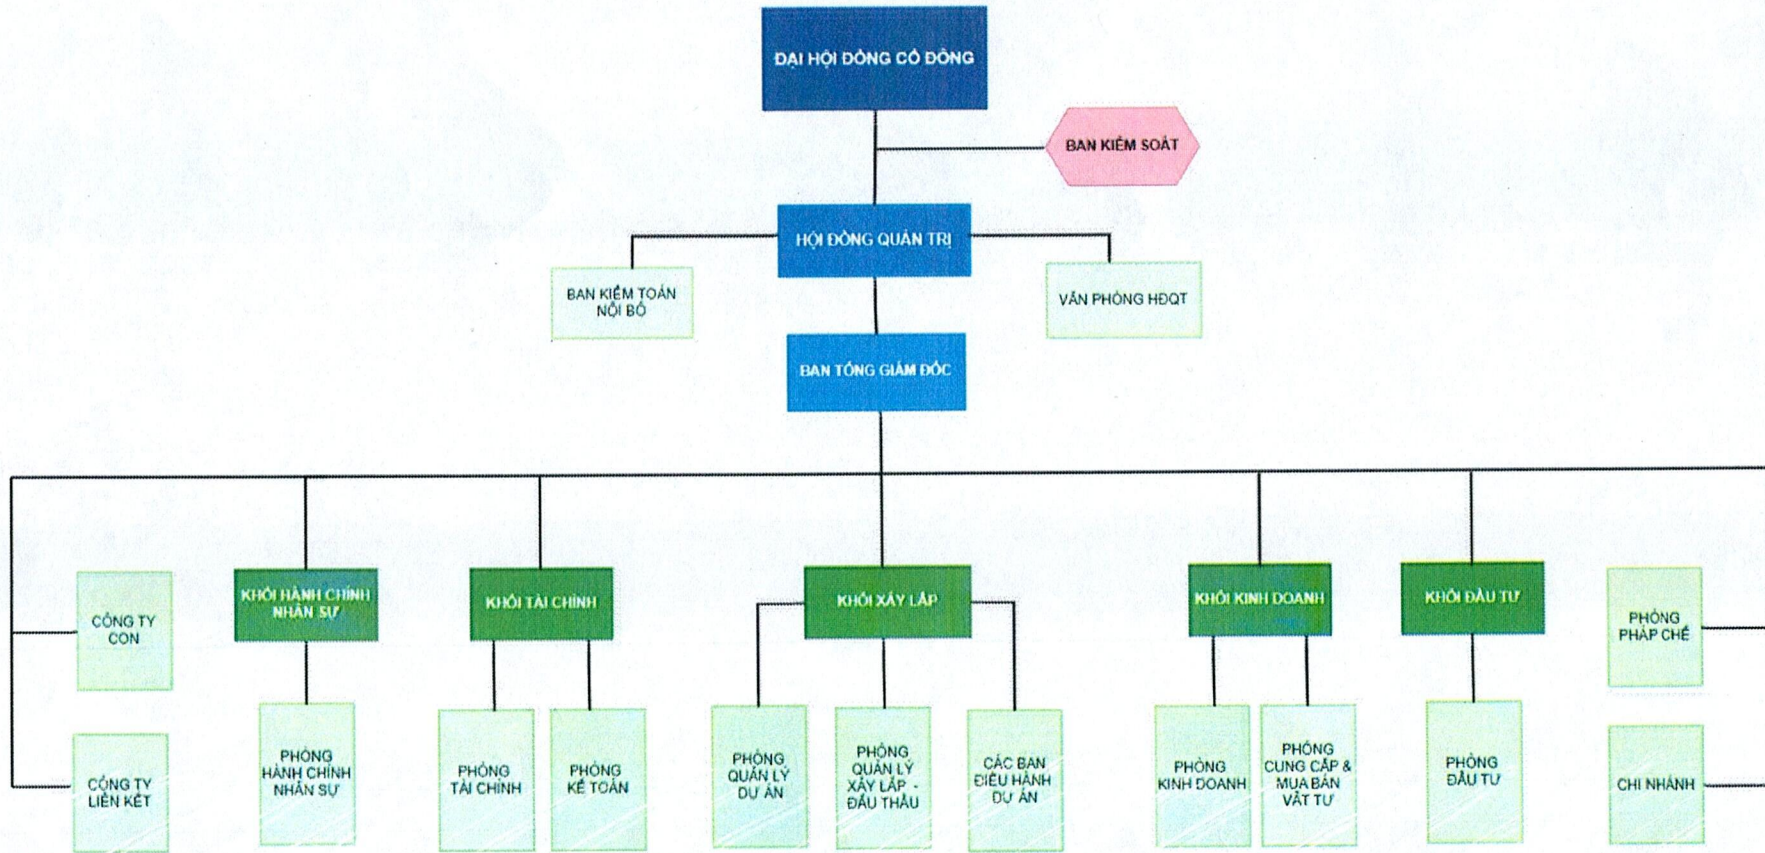 ĐẠI HỘI ĐỒNG CỔ ĐÔNG
BAN KIỂM SOÁT
HỘI ĐỒNG QUẢN TRỊ
BAN KIỂM TOÁN
NỘI BỘ
VĂN PHÒNG HĐQT
BAN TỔNG GIÁM ĐỐC
CÔNG TY
CON
KHỐI HÀNH CHÍNH
NHÂN SỰ
KHỐI TÀI CHÍNH
KHỐI XÂY LẮP
KHỐI KINH DOANH
KHỐI ĐẦU TƯ
PHÒNG
PHÁP CHẾ
CÔNG TY
LIÊN KẾT
PHÒNG
HÀNH CHÍNH
NHÂN SỰ
PHÒNG
TÀI CHÍNH
PHÒNG
KẾ TOÁN
PHÒNG
QUẢN LÝ
DỰ ÁN
PHÒNG
QUẢN LÝ
XÂY LẮP -
ĐẤU THẦU
CÁC BAN
ĐIỀU HÀNH
DỰ ÁN
PHÒNG
KINH DOANH
PHÒNG
CUNG CẤP &
MUA BÁN
VẬT TƯ
PHÒNG
ĐẦU TƯ
CHI NHÁNH